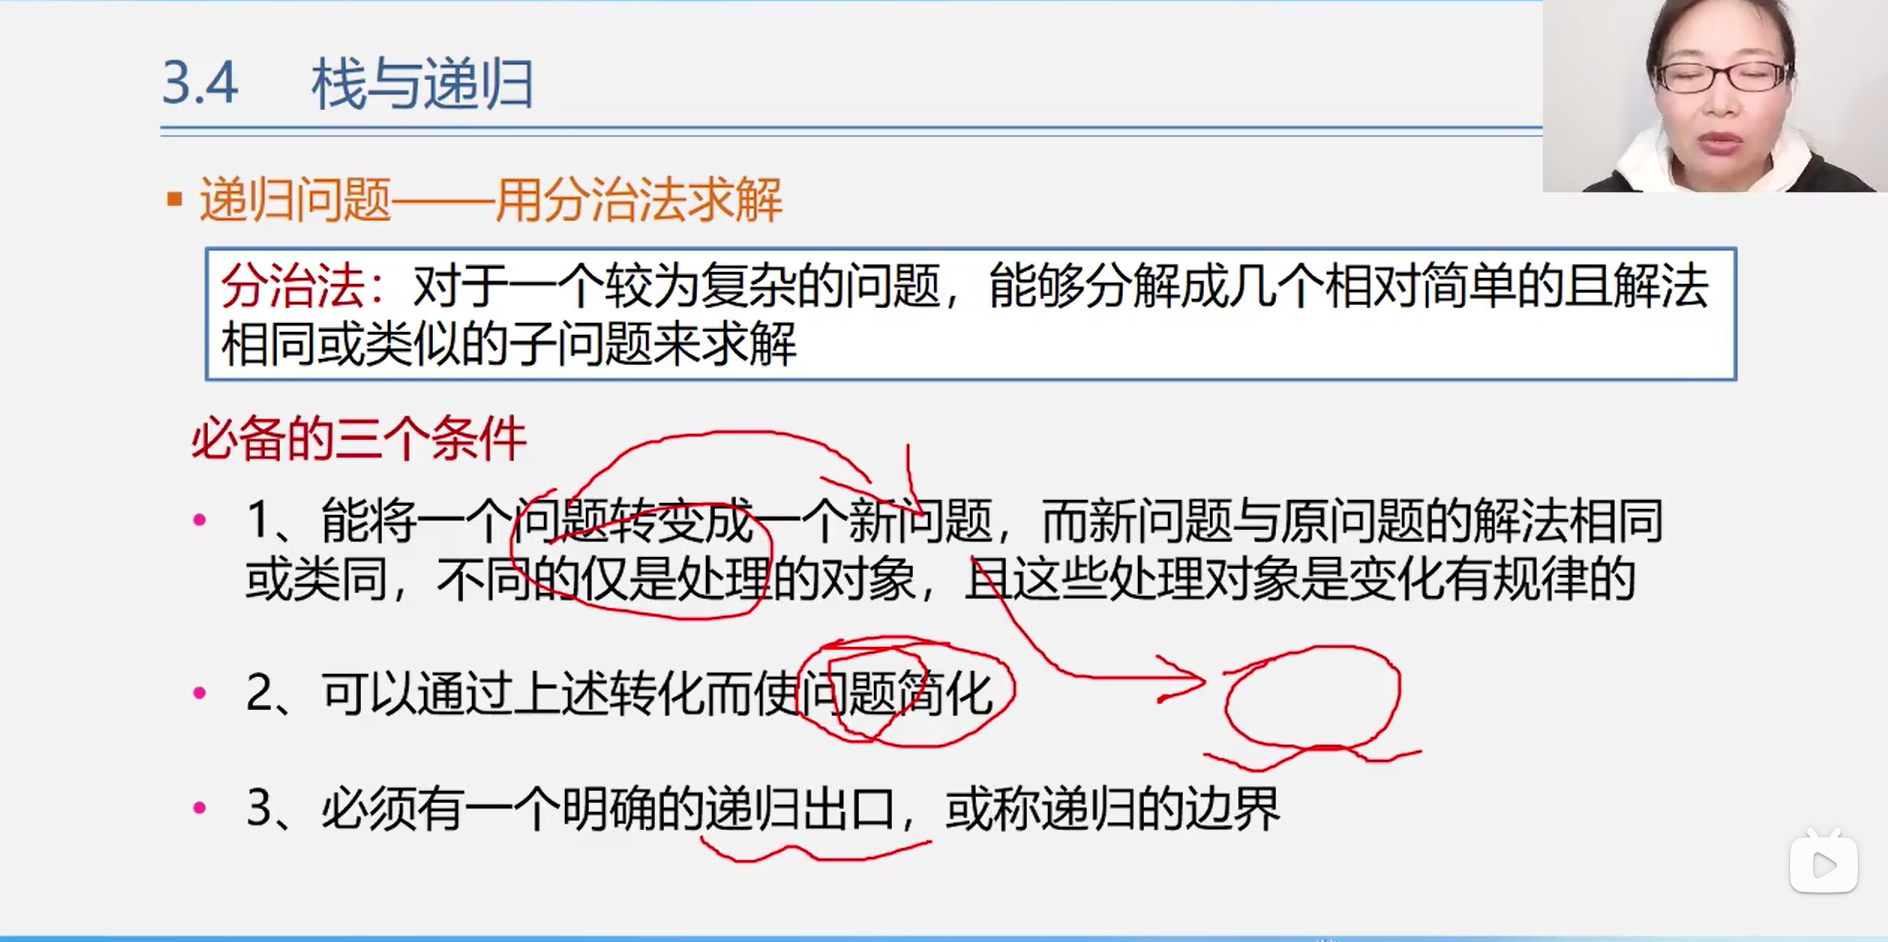 3.4 栈与递归
递归问题——用分治法求解
分治法：对于一个较为复杂的问题，能够分解成几个相对简单的且解法
相同或类似的子问题来求解
必备的三个条件
1、能将一个问题转变成一个新问题，而新问题与原问题的解法相同
或类同，不同的仅是处理的对象，且这些处理对象是变化有规律的
2、可以通过上述转化而使问题简化
3、必须有一个明确的递归出口，或称递归的边界